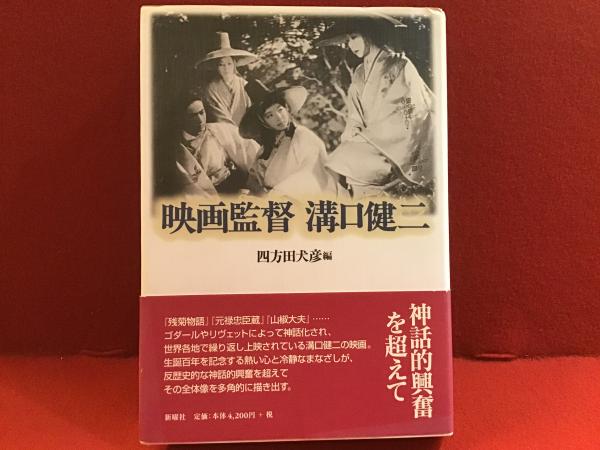 映画監督 溝口健二
四方田犬彦編
神話的興奮
を超えて
『残菊物語』『元禄忠臣蔵』『山椒大夫』……
ゴダールやリヴェットによって神話化され、
世界各地で繰り返し上映されている溝口健二の映画。
生誕百年を記念する熱い心と冷静なまなざしが、
反歴史的な神話的興奮を超えて
その全体像を多角的に描き出す。
新曜社 定価：本体4,200円＋税